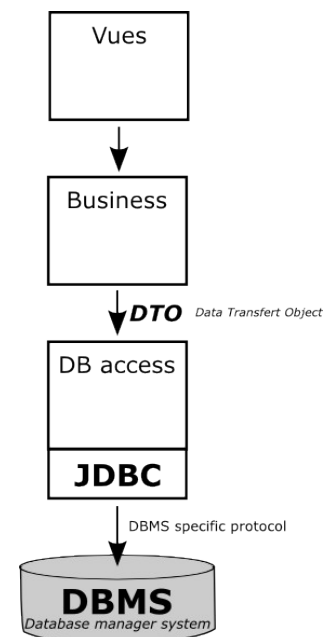 Vues
Business
DTO Data Transfert Object
DB access
JDBC
DBMS specific protocol
DBMS
Database manager system